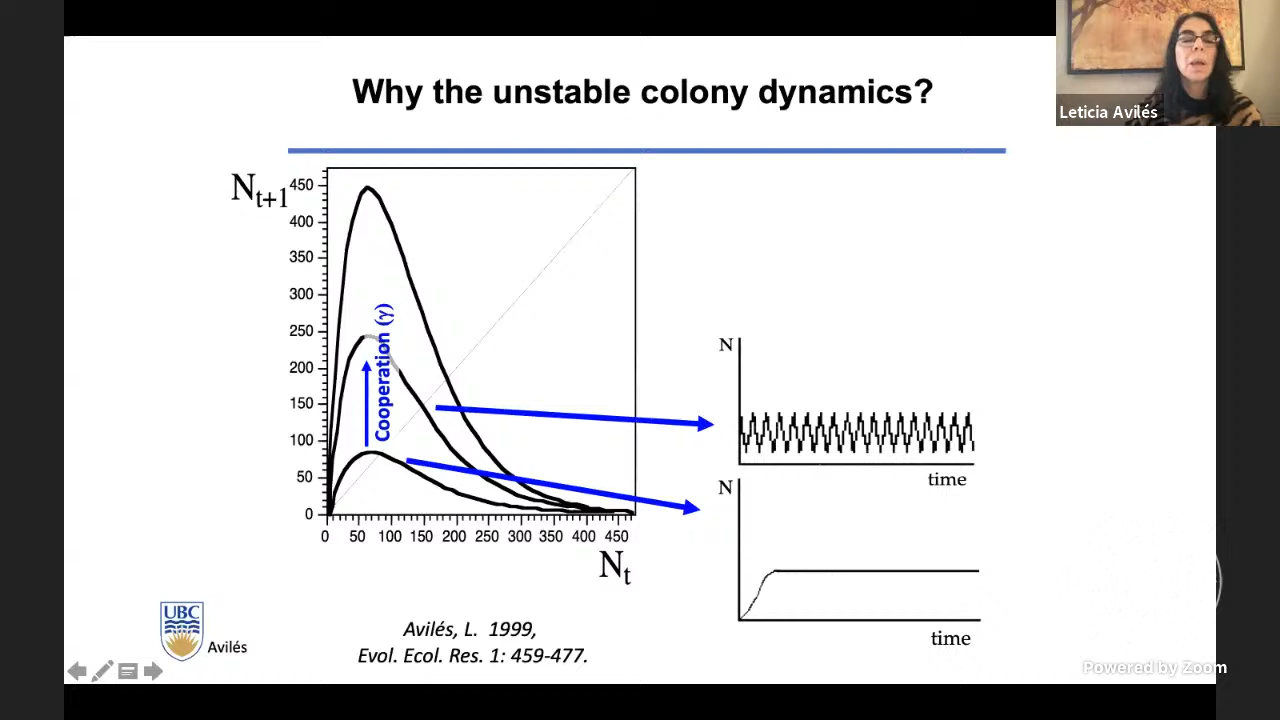 Why the unstable colony dynamics?
Leticia Avilés
Nt+1
450
400
350
300
250
200
150
100
50
0
Cooperation (γ)
0 50 100 150 200 250 300 350 400 450
Nt
N
time
N
time
UBC
Avilés
Avilés, L. 1999,
Evol. Ecol. Res. 1: 459-477.
Powered by Zoom